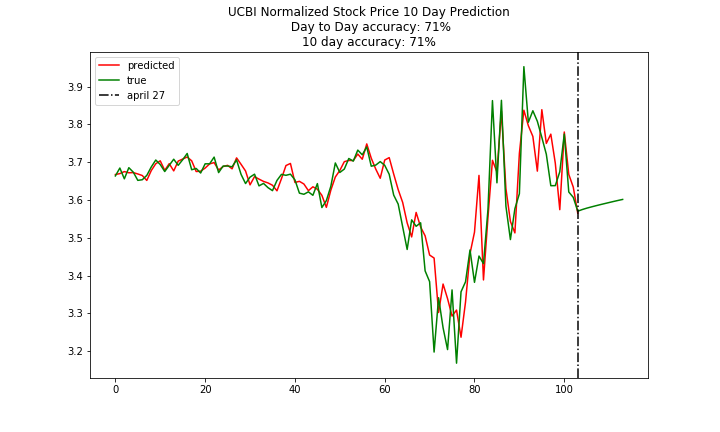 UCBI Normalized Stock Price 10 Day Prediction
Day to Day accuracy: 71%
10 day accuracy: 71%
predicted
true
april 27
3.9
3.8
3.7
3.6
3.5
3.4
3.3
3.2
0 20 40 60 80 100